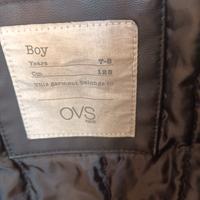 Boy
Years 7-8
Cm. 128
This garment belongs to
OVS